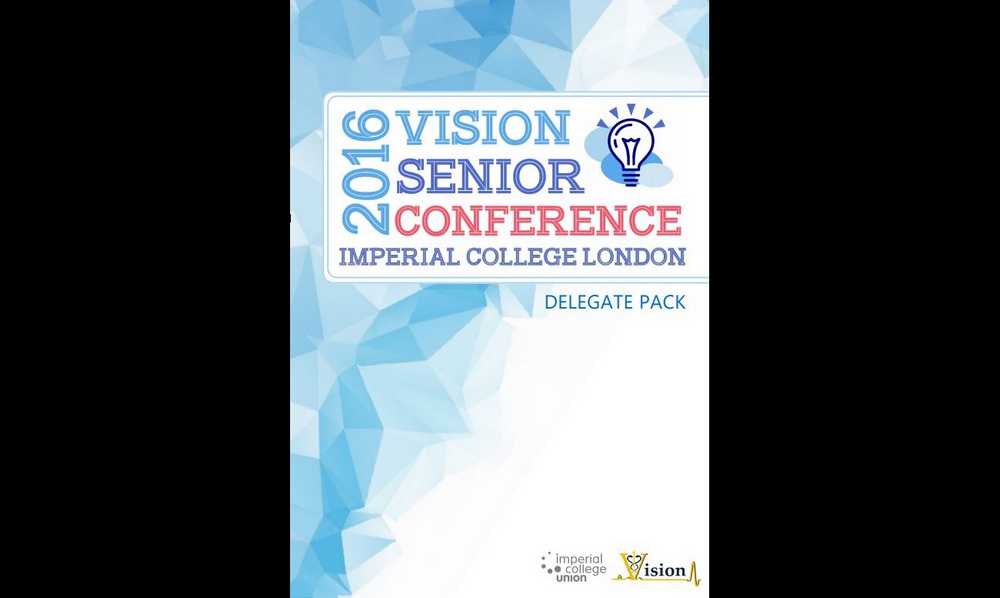 2016
VISION
SENIOR
CONFERENCE
IMPERIAL COLLEGE LONDON
DELEGATE PACK
imperial
college
union
Vision